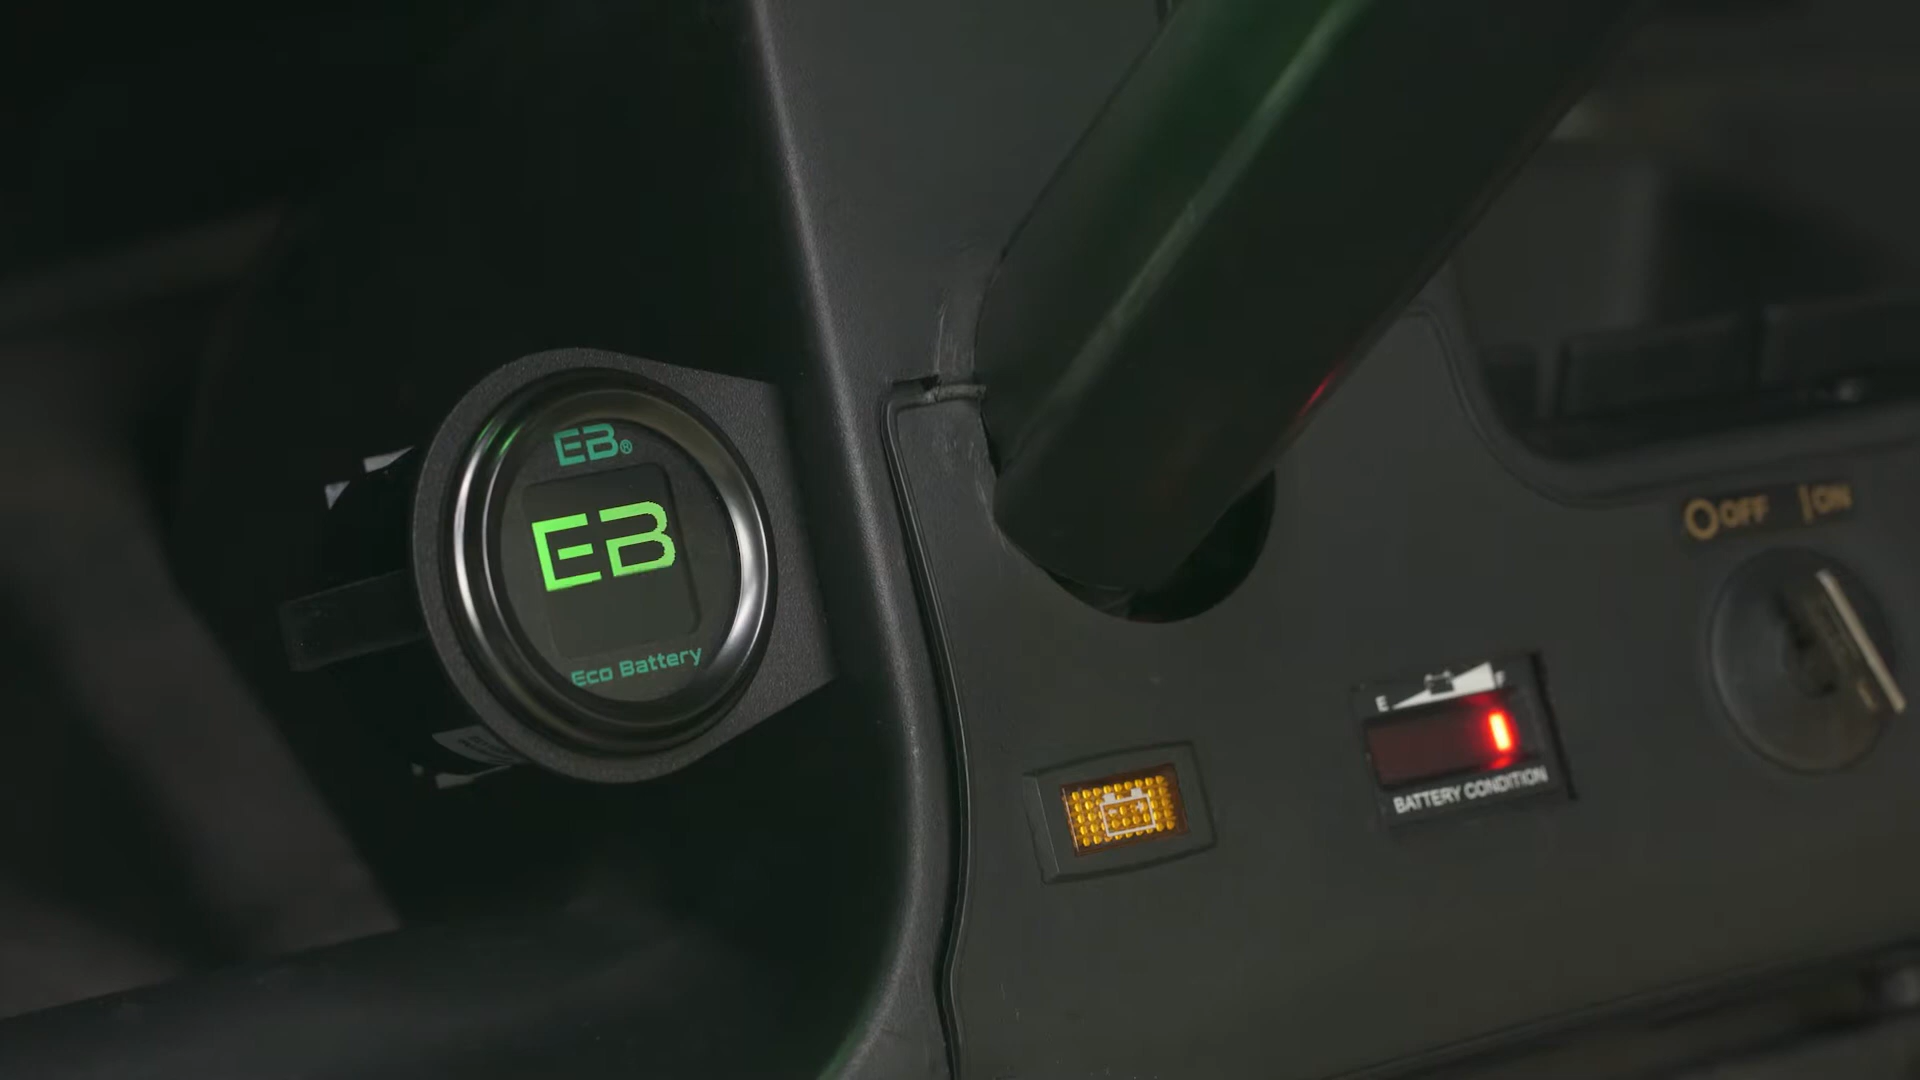 EB®
EB
Eco Battery
OFF ON
E F
BATTERY CONDITION